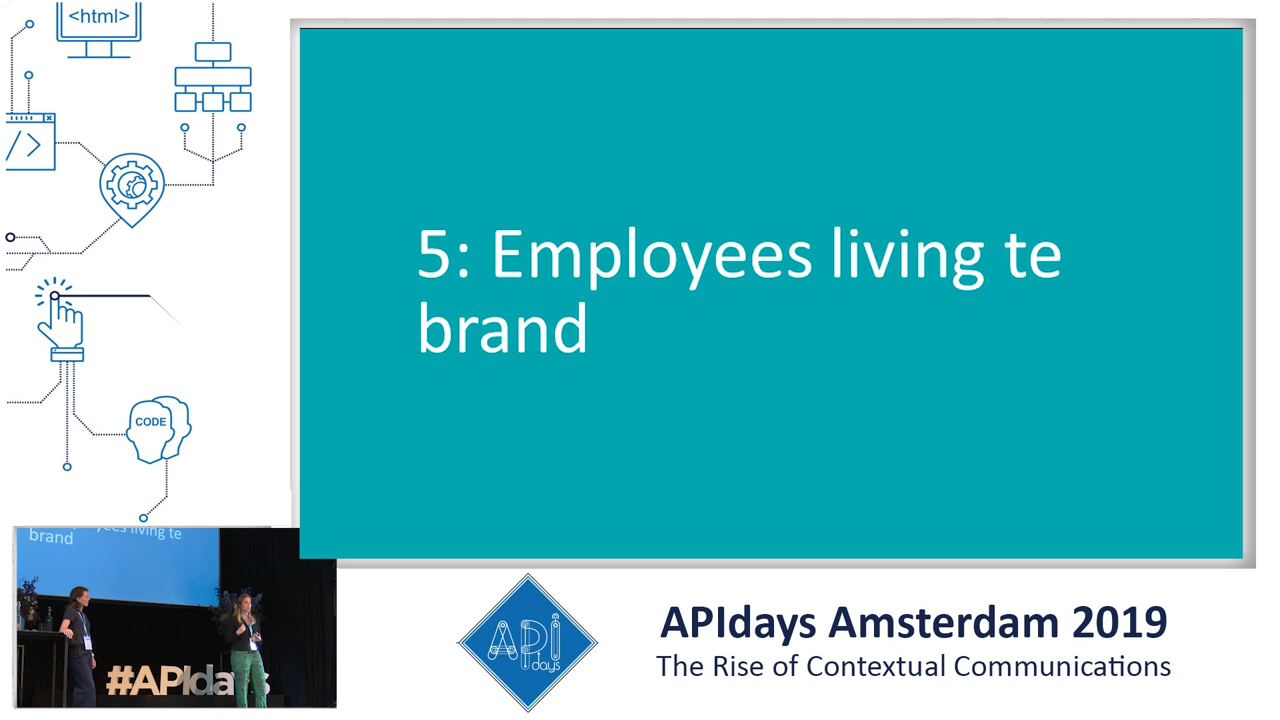 <html>
</>
CODE
5: Employees living te
brand
yees living te
brand
#APIdays
API
days
APIdays Amsterdam 2019
The Rise of Contextual Communications